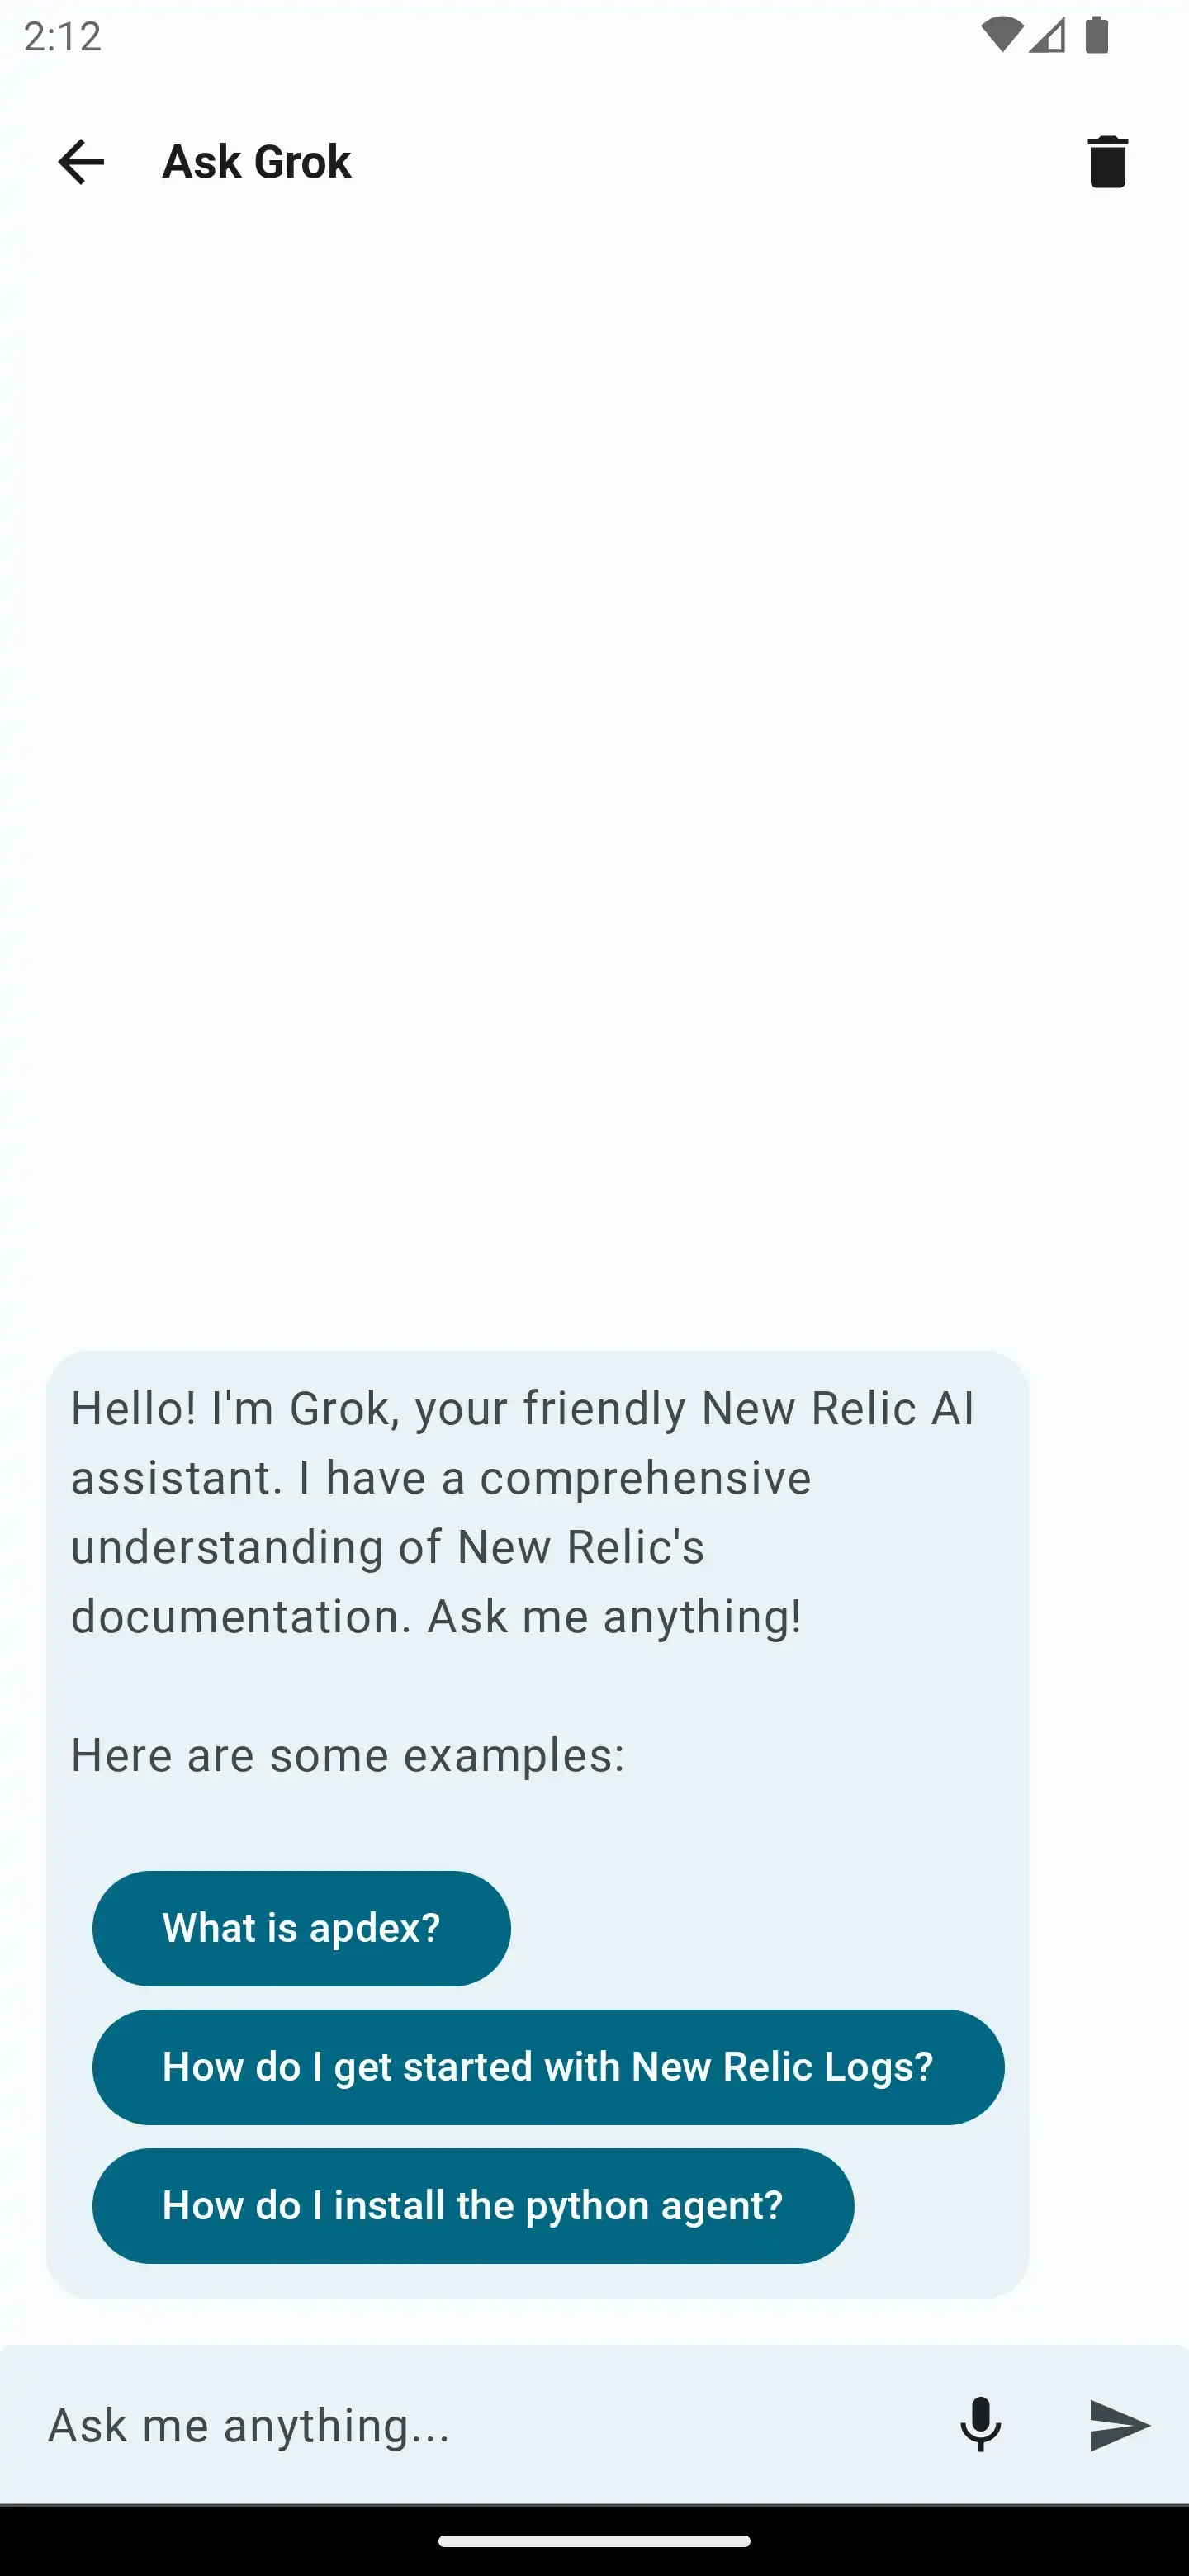 2:12
Ask Grok
Hello! I'm Grok, your friendly New Relic AI
assistant. I have a comprehensive
understanding of New Relic's
documentation. Ask me anything!
Here are some examples:
What is apdex?
How do I get started with New Relic Logs?
How do I install the python agent?
Ask me anything...